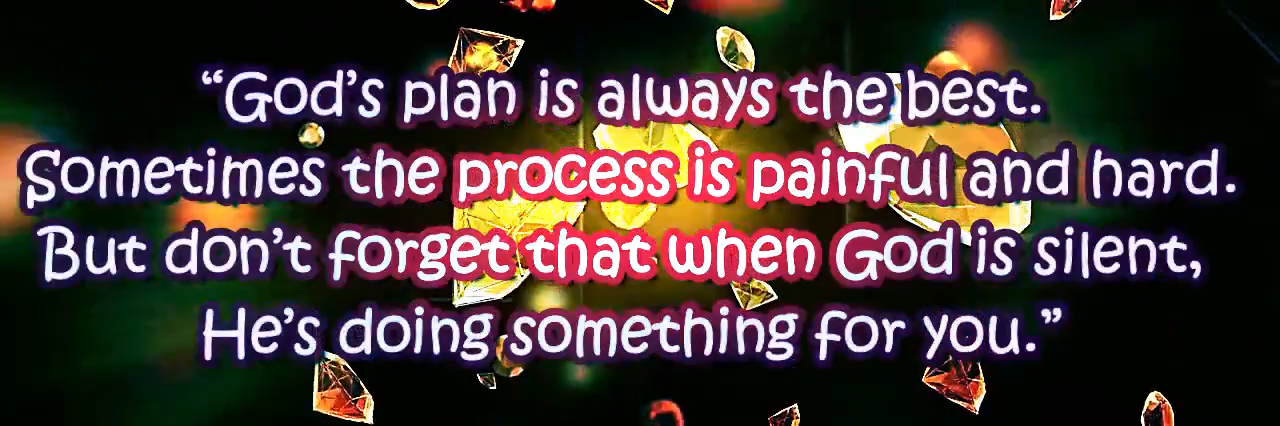 “God’s plan is always the best.
Sometimes the process is painful and hard.
But don’t forget that when God is silent,
He’s doing something for you.”